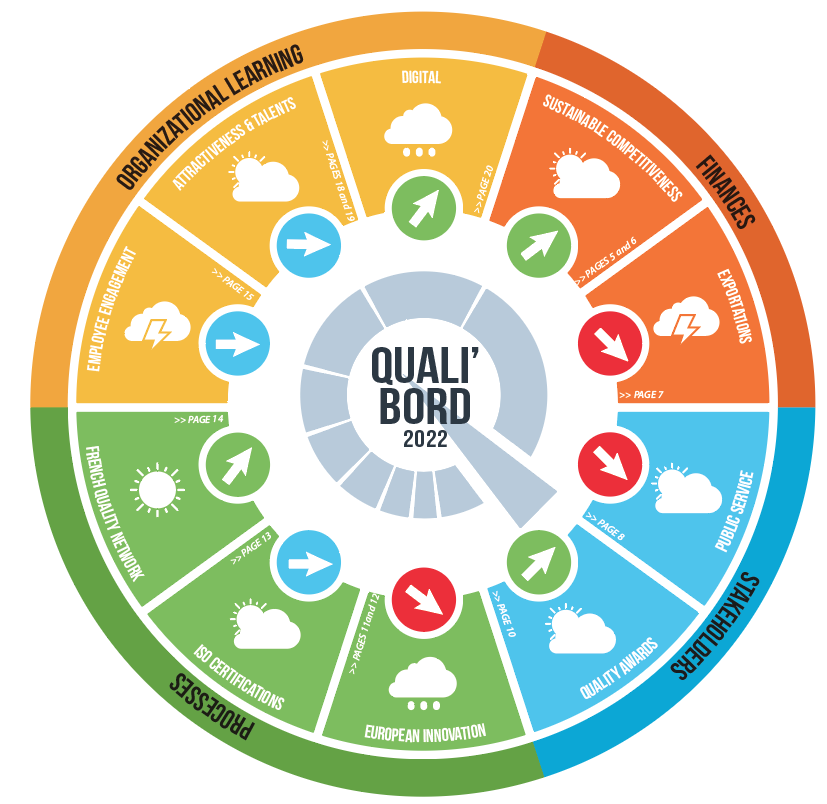 ORGANIZATIONAL LEARNING
FINANCES
STAKEHOLDERS
PROCESSES
DIGITAL
>> PAGE 20
SUSTAINABLE COMPETITIVENESS
>> PAGES 5 and 6
EXPORTATIONS
>> PAGE 7
PUBLIC SERVICE
>> PAGE 8
QUALITY AWARDS
>> PAGE 10
EUROPEAN INNOVATION
>> PAGES 11and 12
ISO CERTIFICATIONS
>> PAGE 13
FRENCH QUALITY NETWORK
>> PAGE 14
EMPLOYEE ENGAGEMENT
>> PAGE 15
ATTRACTIVENESS & TALENTS
>> PAGES 18 and 19
QUALI’
BORD
2022